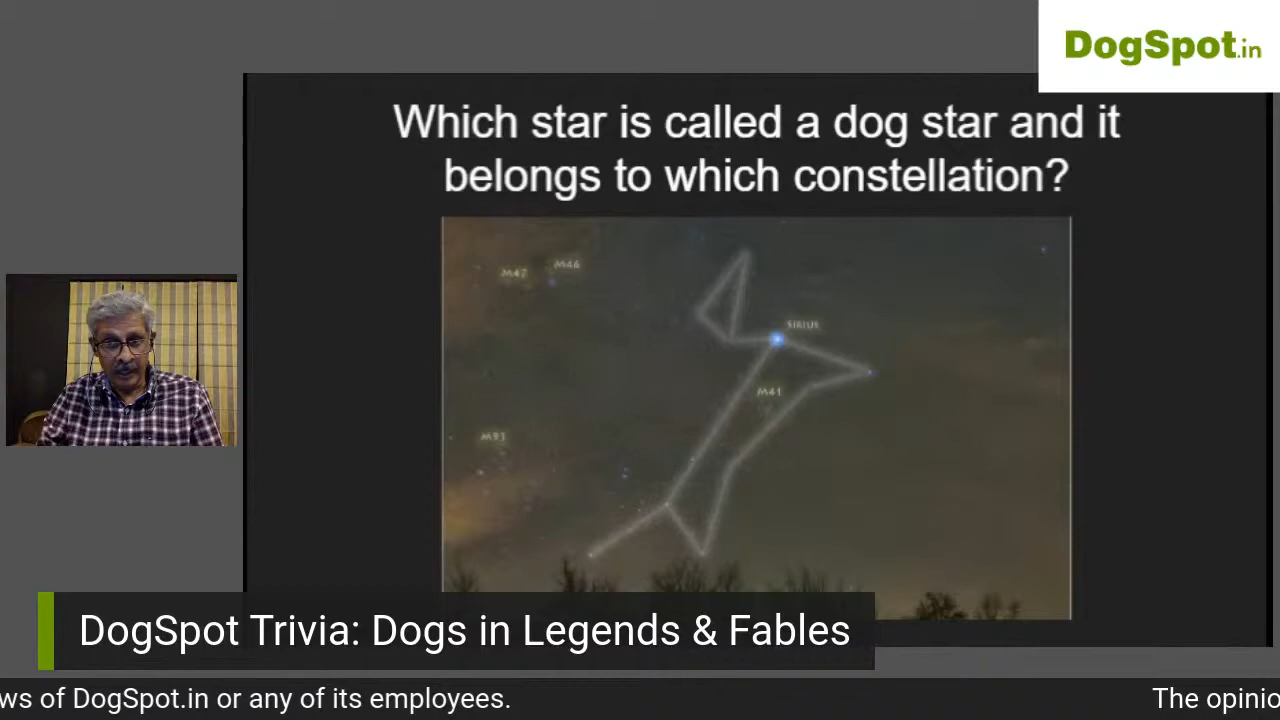 DogSpot.in
Which star is called a dog star and it
belongs to which constellation?
M47
M46
SIRIUS
M41
M93
DogSpot Trivia: Dogs in Legends & Fables
ws of DogSpot.in or any of its employees.
The opinio